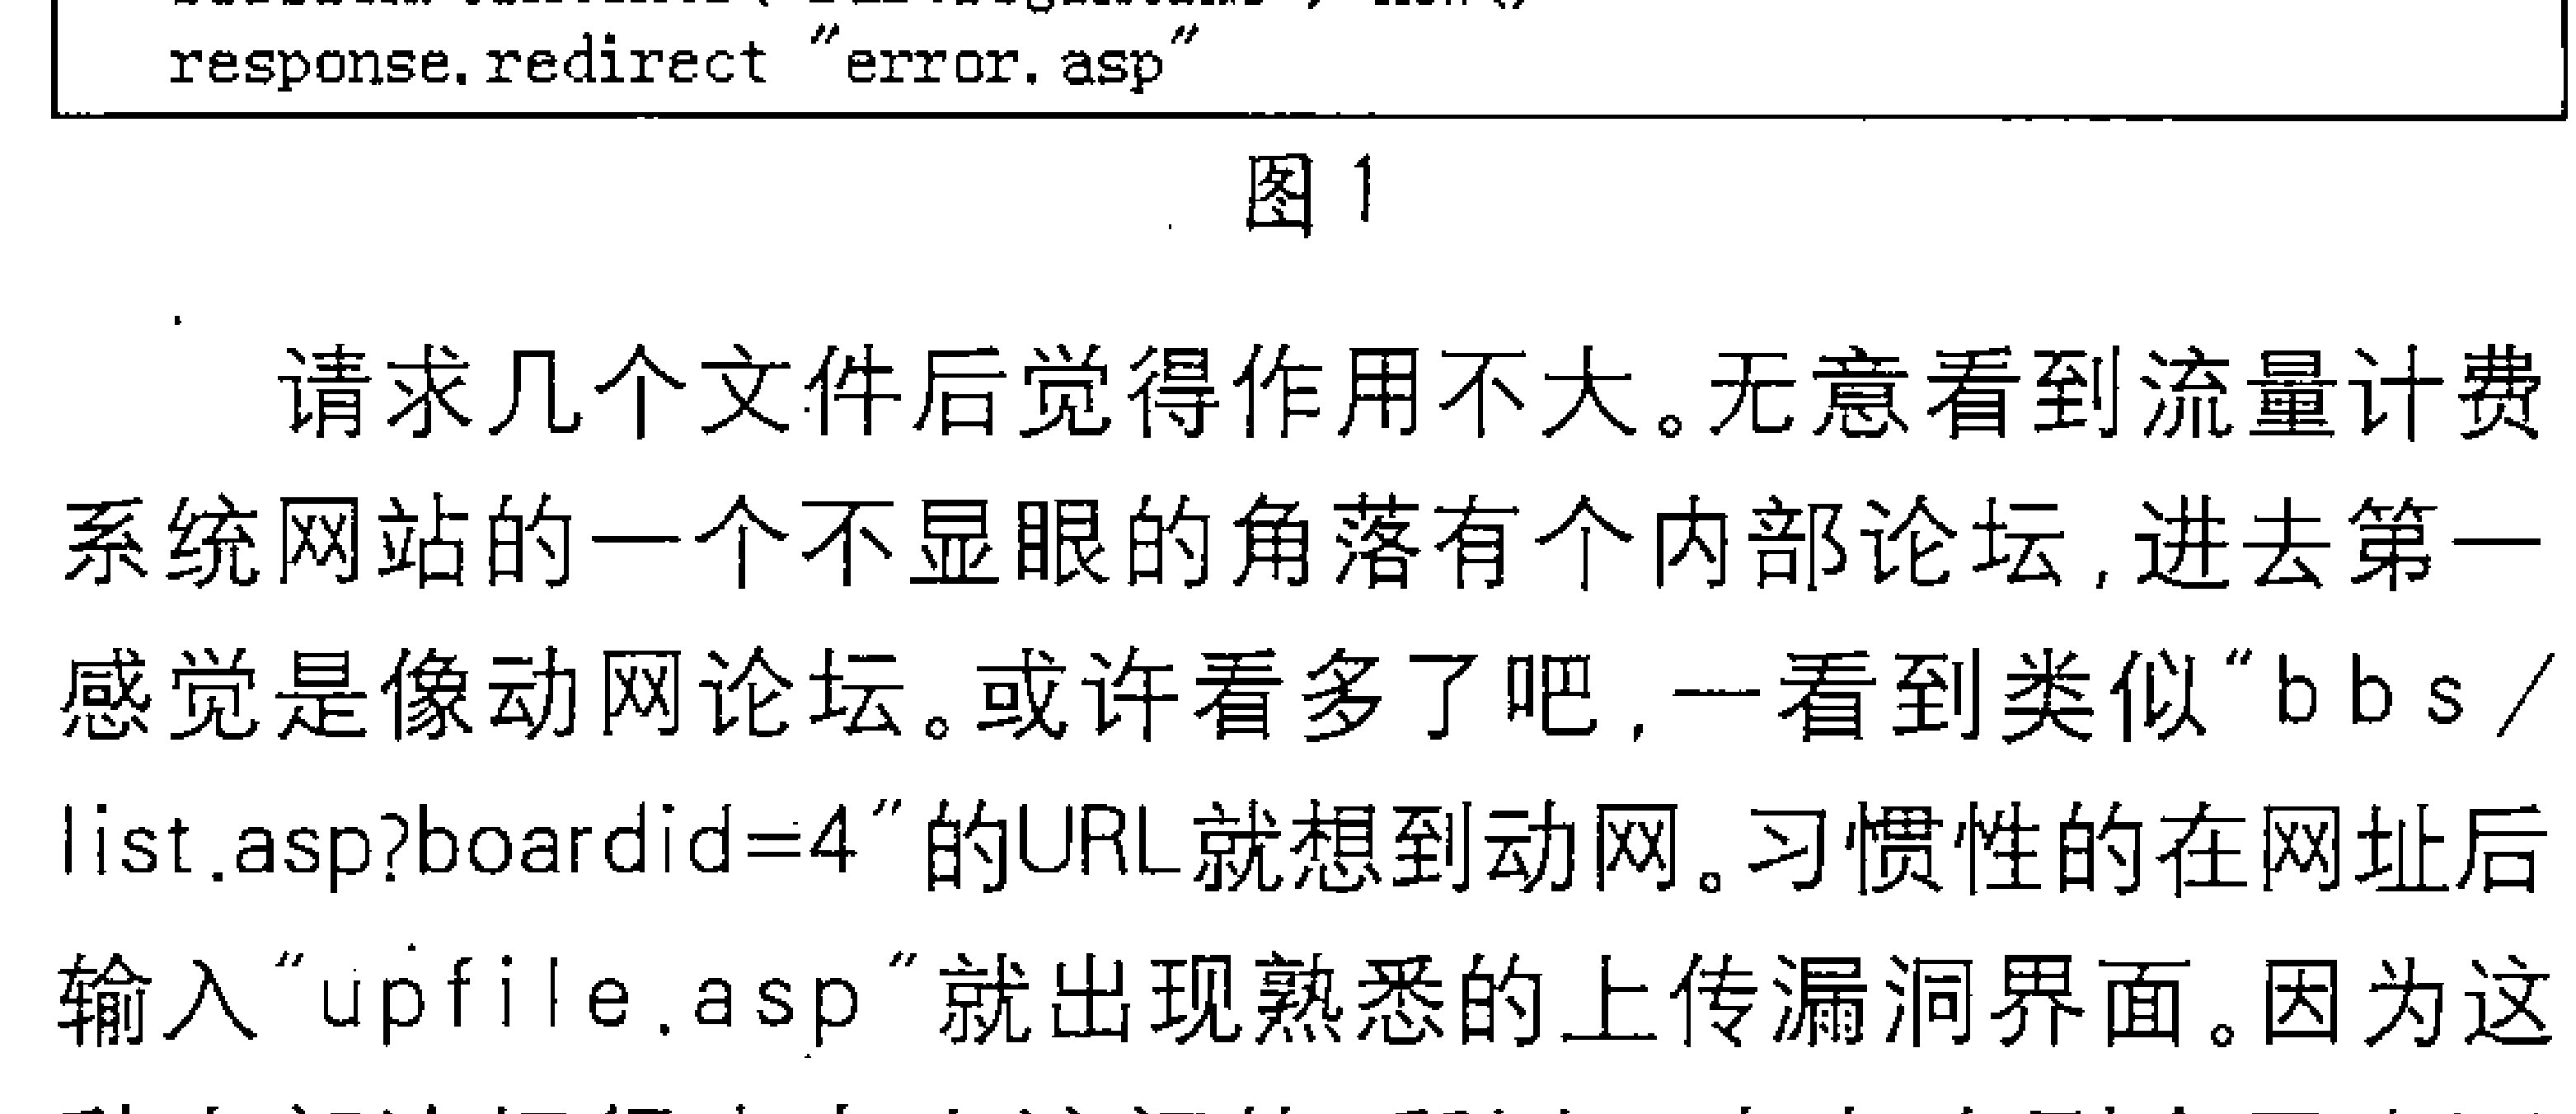 response.redirect "error.asp"
图 1
请求几个文件后觉得作用不大。无意看到流量计费
系统网站的一个不显眼的角落有个内部论坛,进去第一
感觉是像动网论坛。或许看多了吧,一看到类似“bbs/
list.asp?boardid=4”的URL就想到动网。习惯性的在网址后
输入“upfile.asp”就出现熟悉的上传漏洞界面。因为这